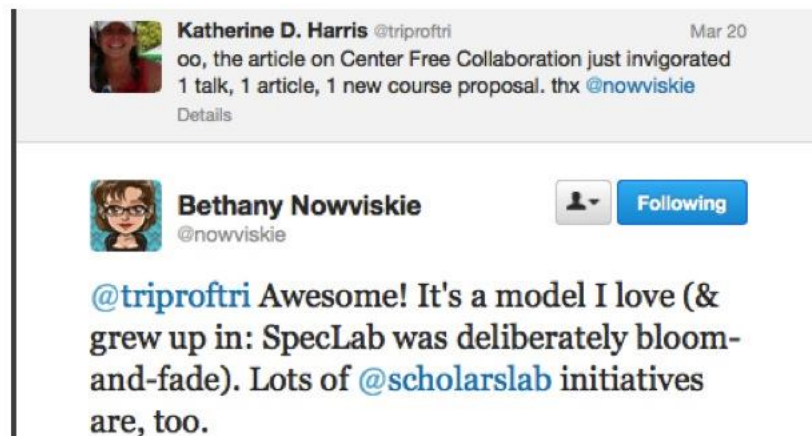 Katherine D. Harris @triproftri Mar 20
oo, the article on Center Free Collaboration just invigorated
1 talk, 1 article, 1 new course proposal. thx @nowviskie
Details
Bethany Nowviskie
@nowviskie
Following
@triproftri Awesome! It's a model I love (&
grew up in: SpecLab was deliberately bloom-
and-fade). Lots of @scholarslab initiatives
are, too.